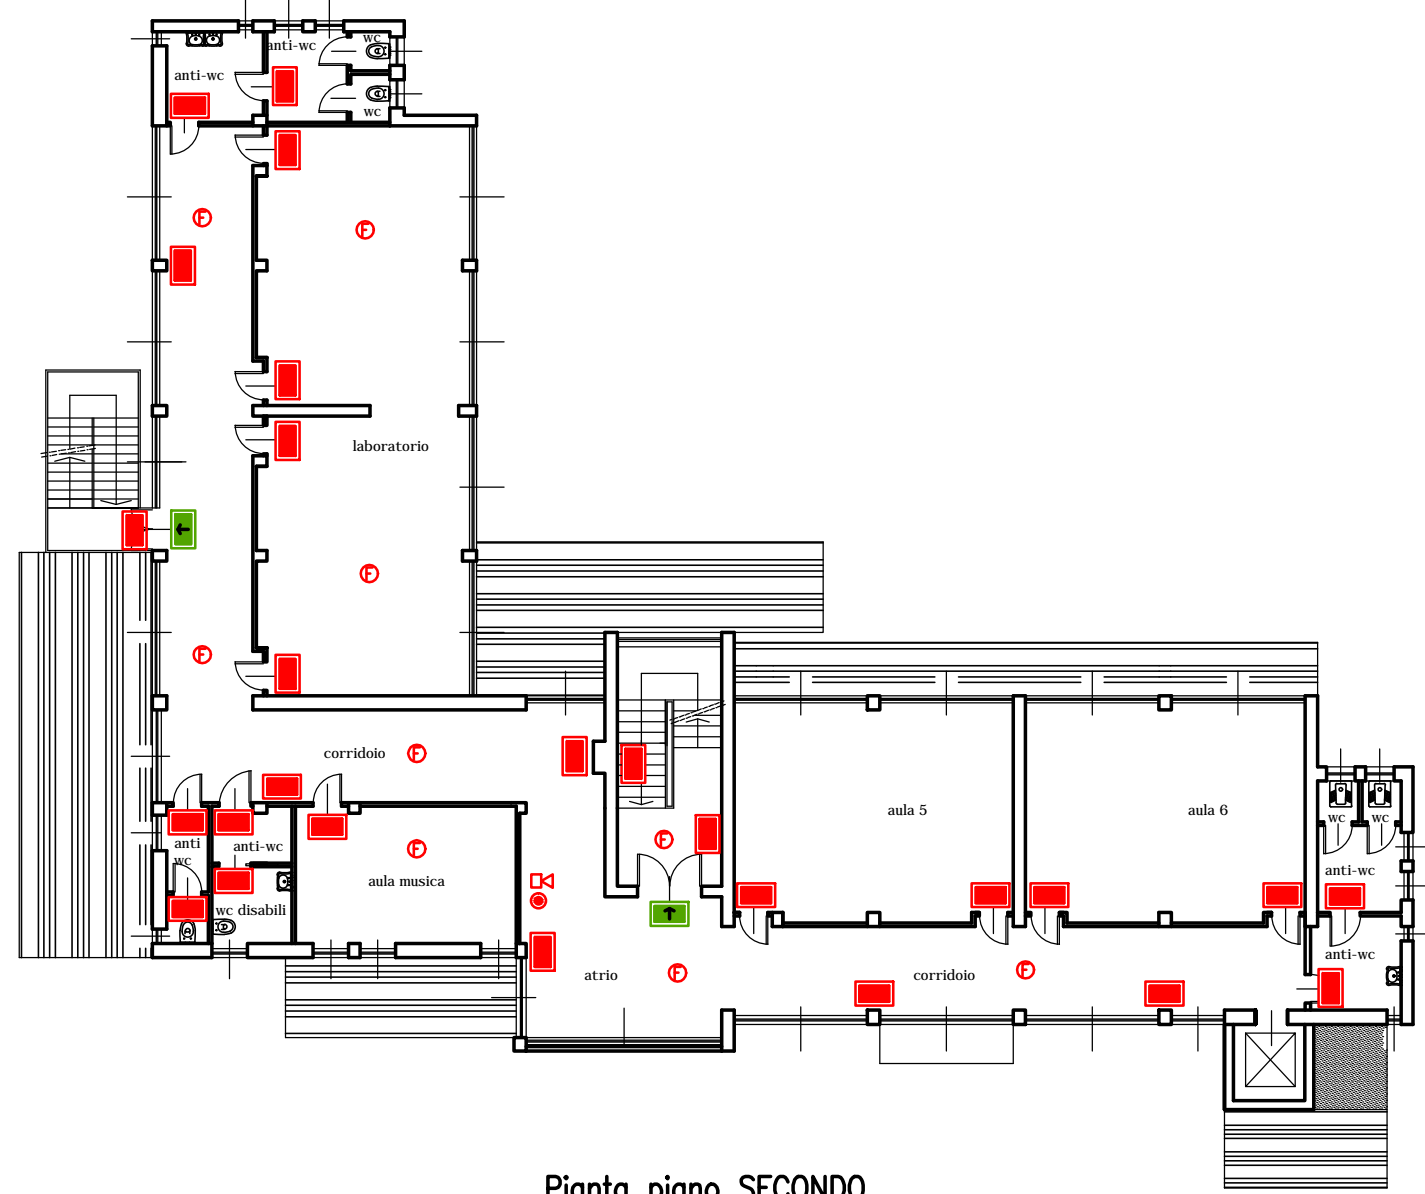 wc
anti-wc
anti-wc
wc
F
F
laboratorio
F
F
corridoio
F
aula 5
aula 6
wc
wc
F
anti
wc
anti-wc
F
aula musica
anti-wc
wc disabili
anti-wc
atrio
F
corridoio
F
Pianta piano SECONDO